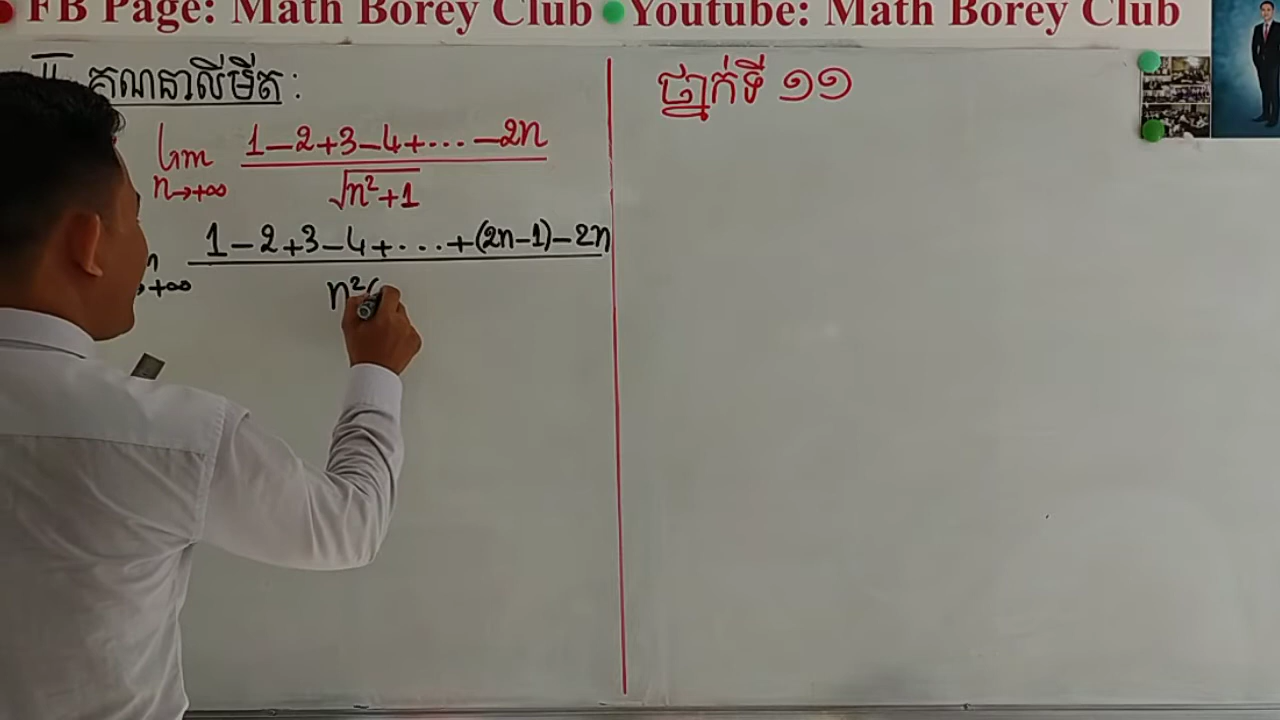 FB Page: Math Borey Club Youtube: Math Borey Club
គណនាលីមីត :
lim n→+∞ 1-2+3-4+...-2n / √n²+1
n→+∞ 1-2+3-4+...+(2n-1)-2n / n²(
ថ្នាក់ទី ១១